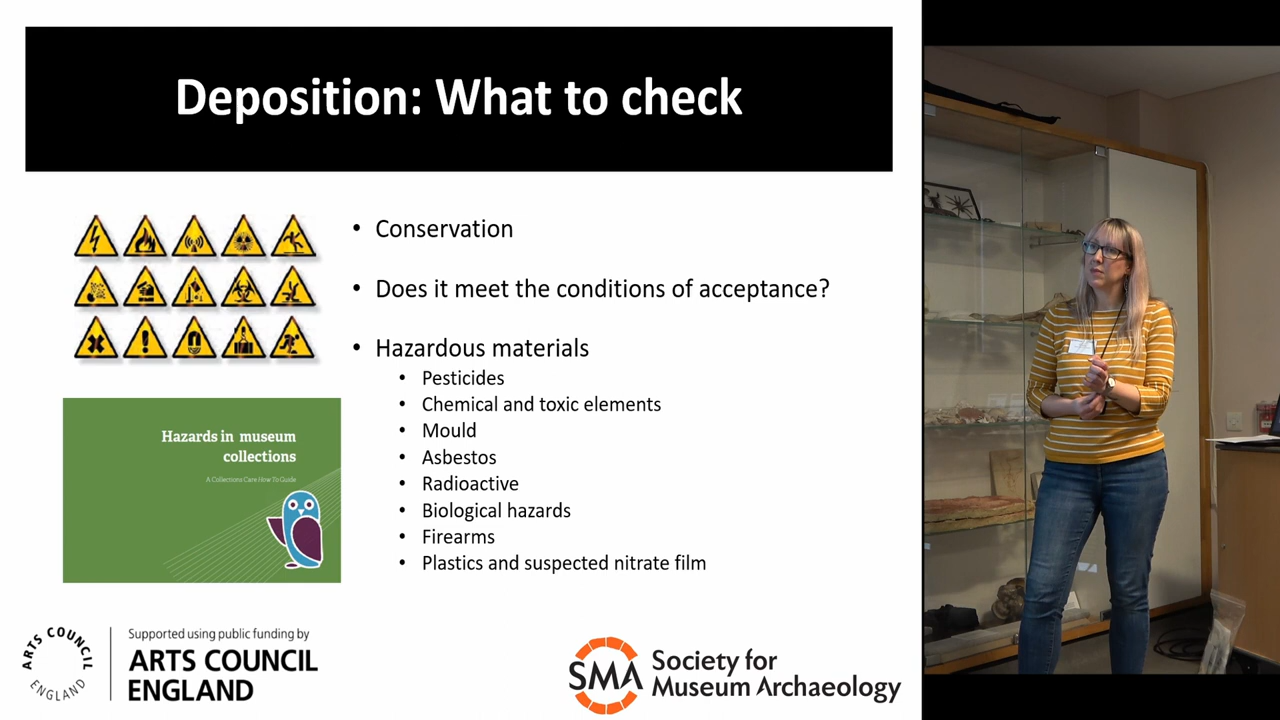 Deposition: What to check
• Conservation
• Does it meet the conditions of acceptance?
• Hazardous materials
• Pesticides
• Chemical and toxic elements
• Mould
• Asbestos
• Radioactive
• Biological hazards
• Firearms
• Plastics and suspected nitrate film
Hazards in museum
collections
A Collections Care How To Guide
ARTS COUNCIL
ENGLAND
Supported using public funding by
ARTS COUNCIL
ENGLAND
SMA
Society for
Museum Archaeology